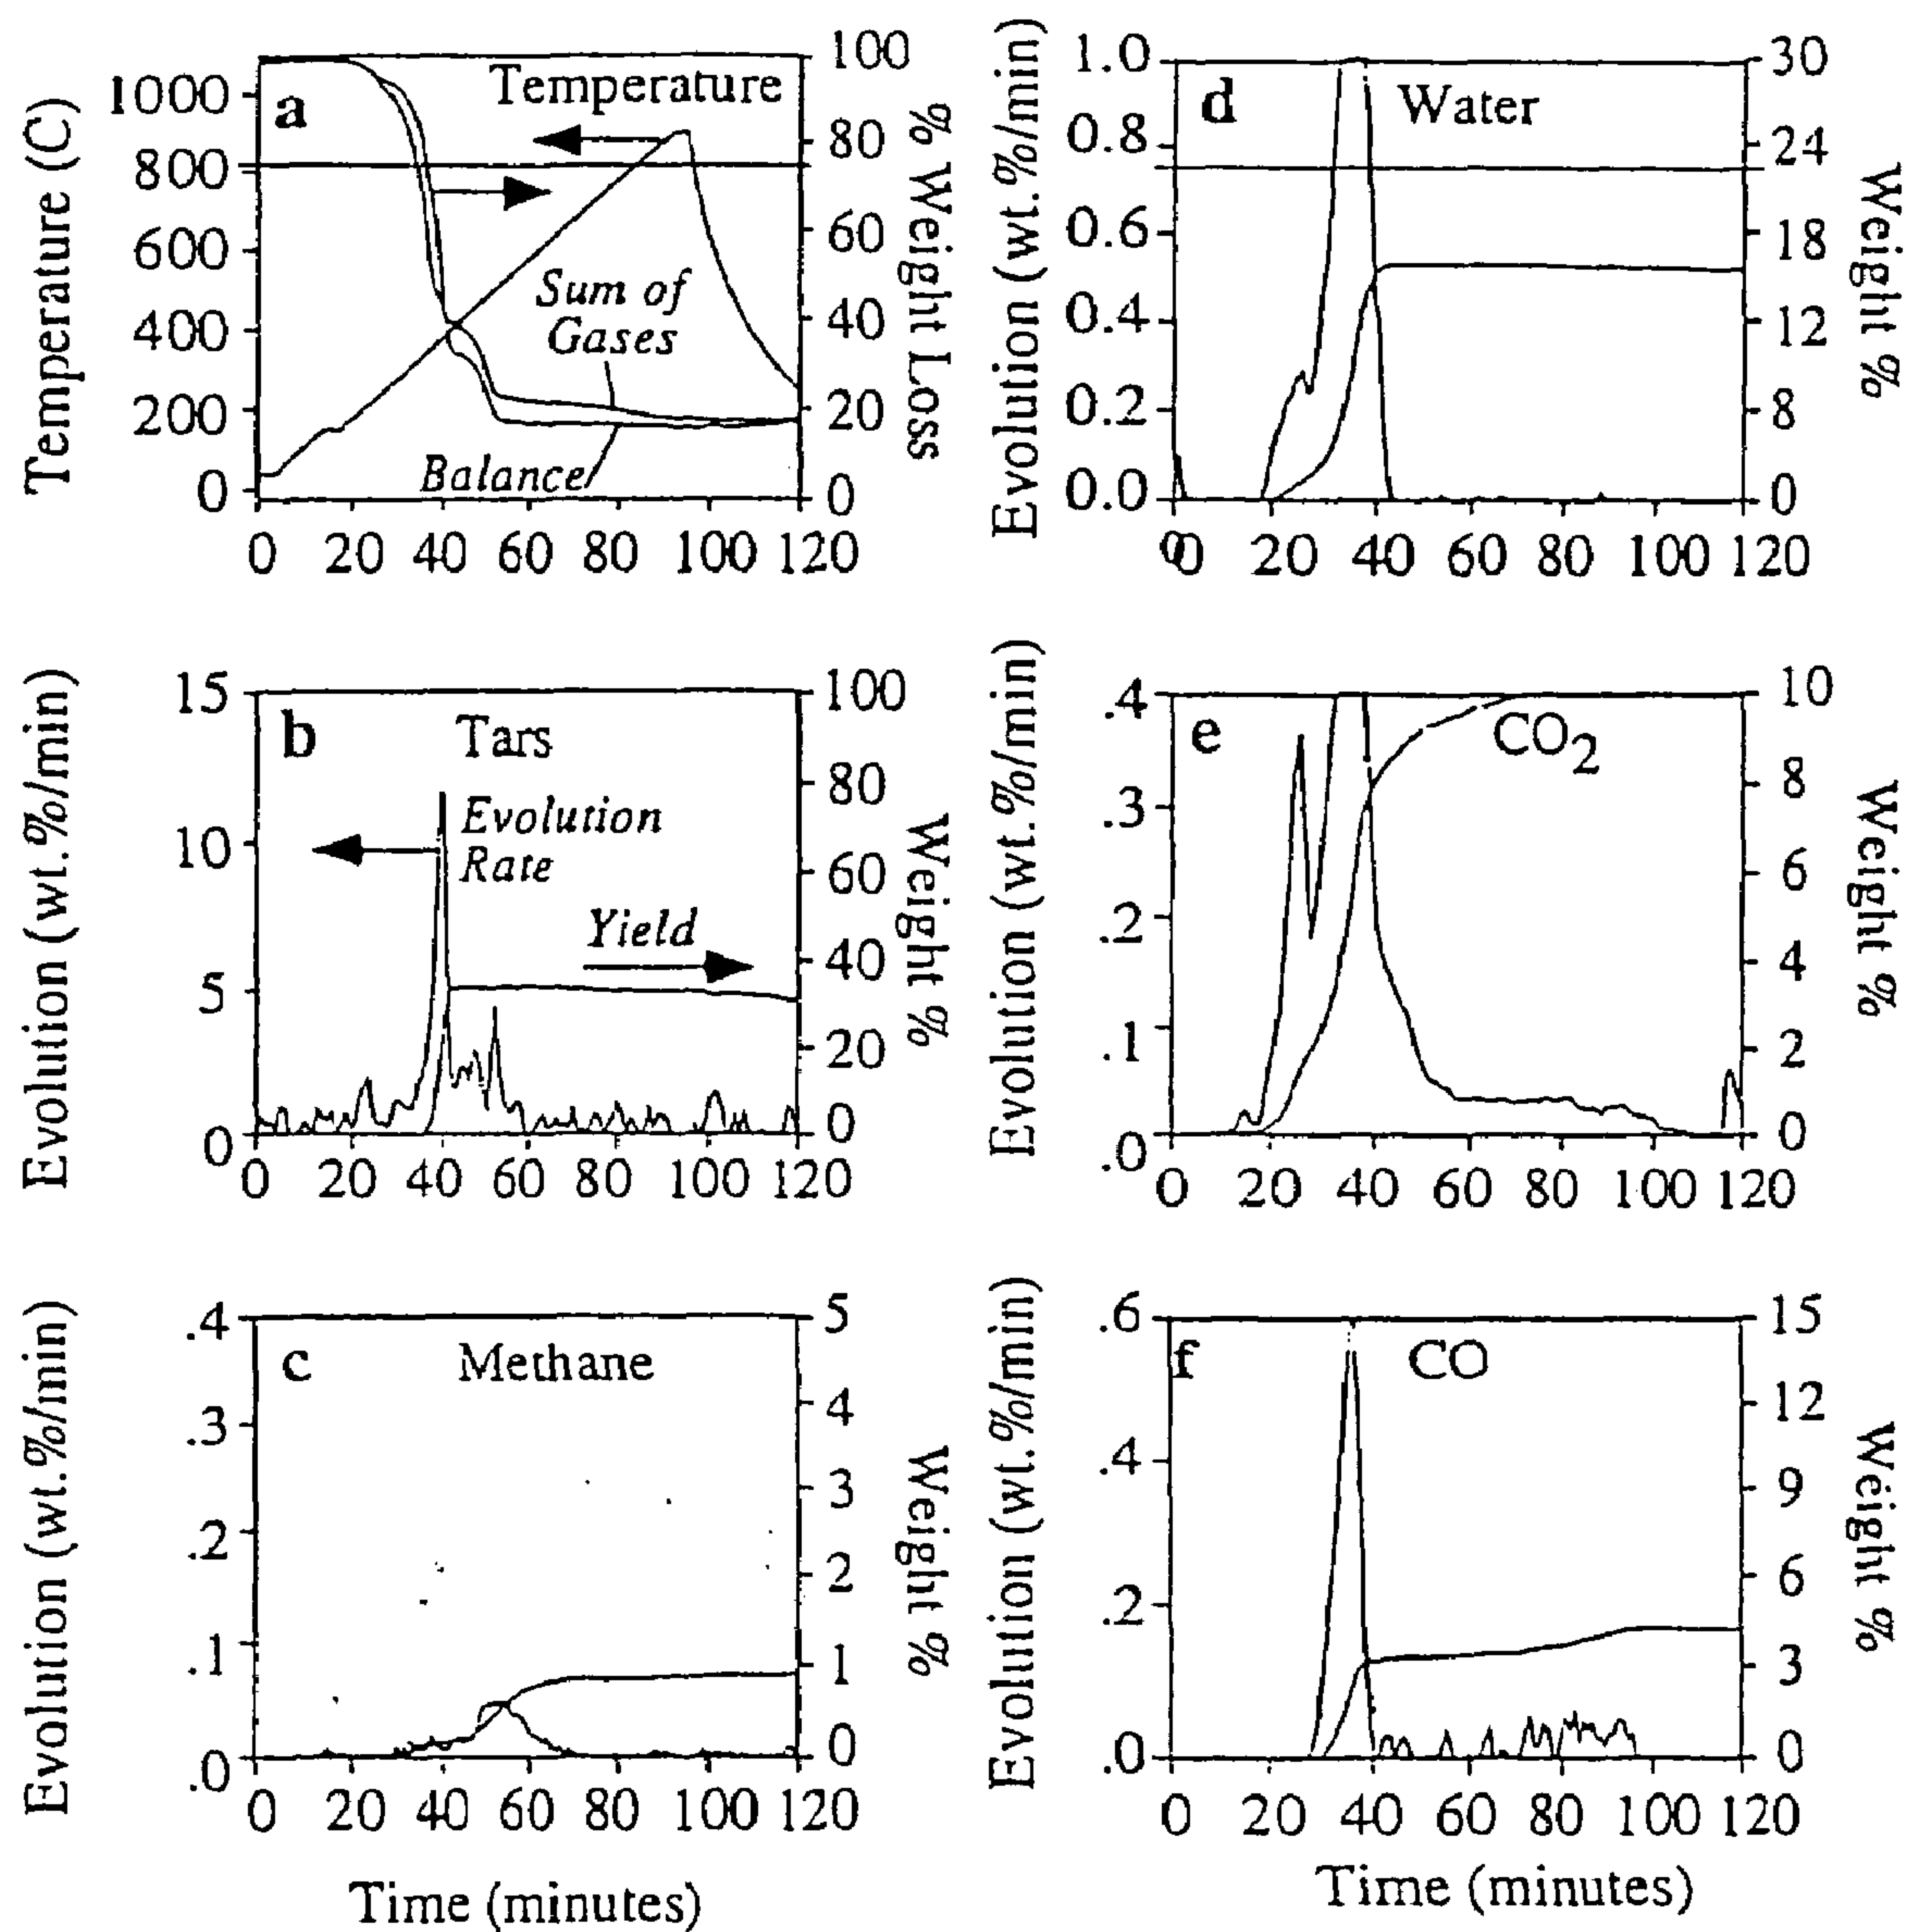 a
Temperature
Temperature (C)
1000
800
600
400
200
0
100
80
60
40
20
0
% Weight Loss
Sum of
Gases
Balance
0 20 40 60 80 100 120
d
Water
Evolution (wt.%/min)
1.0
0.8
0.6
0.4
0.2
0.0
30
24
18
12
8
0
Weight %
0 20 40 60 80 100 120
b
Tars
Evolution (wt.%/min)
15
10
5
0
100
80
60
40
20
0
Weight %
Evolution
Rate
Yield
0 20 40 60 80 100 120
e
CO2
Evolution (wt.%/min)
.4
.3
.2
.1
.0
10
8
6
4
2
0
Weight %
0 20 40 60 80 100 120
c
Methane
Evolution (wt.%/min)
.4
.3
.2
.1
.0
5
4
3
2
1
0
Weight %
0 20 40 60 80 100 120
Time (minutes)
f
CO
Evolution (wt.%/min)
.6
.4
.2
.0
15
12
9
6
3
0
Weight %
0 20 40 60 80 100 120
Time (minutes)